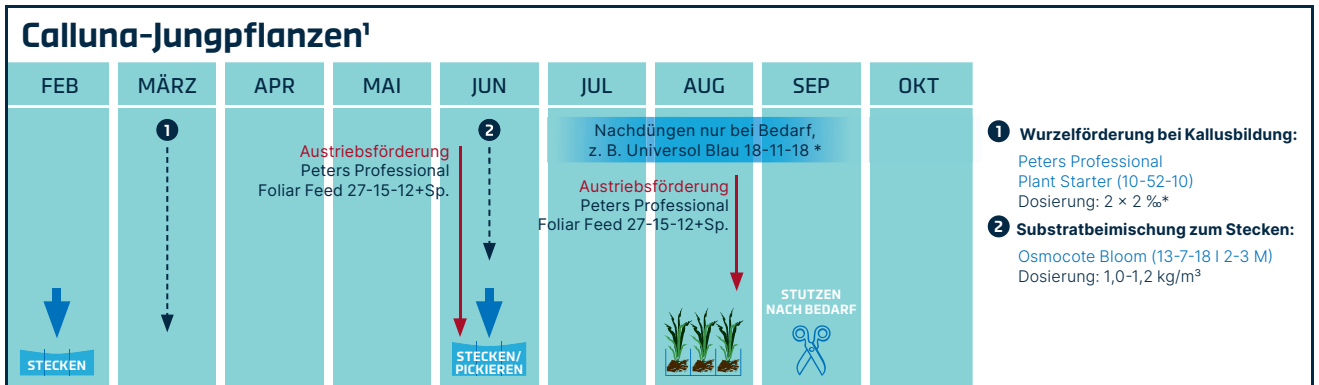 Calluna-Jungpflanzen¹
FEB
MÄRZ
APR
MAI
JUN
JUL
AUG
SEP
OKT
1
2
Austriebsförderung
Peters Professional
Foliar Feed 27-15-12+Sp.
Nachdüngen nur bei Bedarf,
z. B. Universol Blau 18-11-18 *
Austriebsförderung
Peters Professional
Foliar Feed 27-15-12+Sp.
STECKEN
STECKEN/
PICKIEREN
STUTZEN
NACH BEDARF
1 Wurzelförderung bei Kallusbildung:
Peters Professional
Plant Starter (10-52-10)
Dosierung: 2 × 2 ‰*
2 Substratbeimischung zum Stecken:
Osmocote Bloom (13-7-18 I 2-3 M)
Dosierung: 1,0-1,2 kg/m³